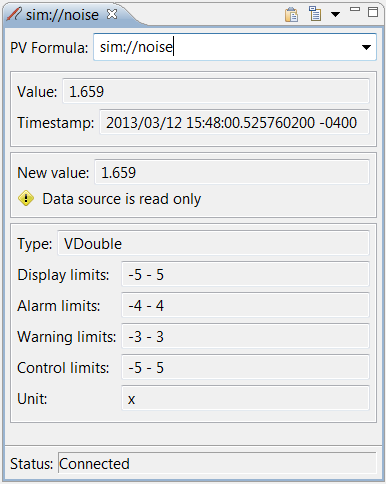 sim://noise
PV Formula: sim://noise
Value: 1.659
Timestamp: 2013/03/12 15:48:00.525760200 -0400
New value: 1.659
Data source is read only
Type: VDouble
Display limits: -5 - 5
Alarm limits: -4 - 4
Warning limits: -3 - 3
Control limits: -5 - 5
Unit: x
Status: Connected